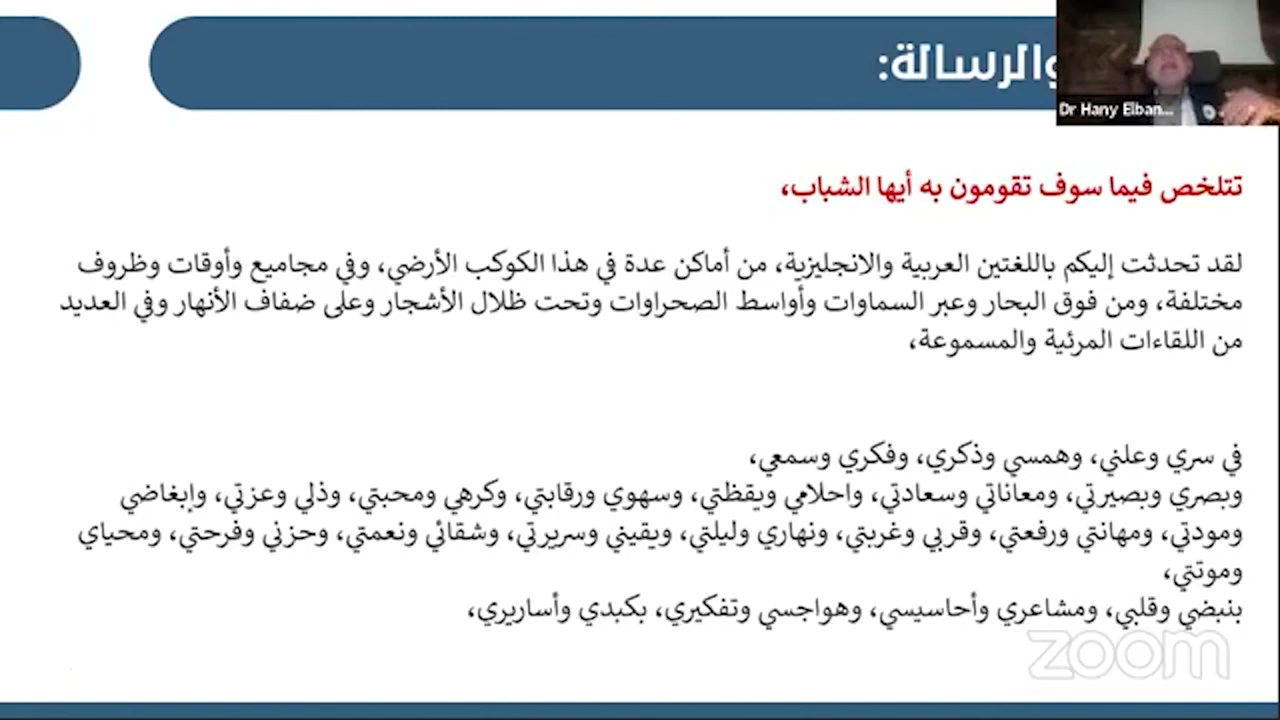 والرسالة:
Dr Hany Elban...
تتلخص فيما سوف تقومون به أيها الشباب،
لقد تحدثت إليكم باللغتين العربية والانجليزية، من أماكن عدة في هذا الكوكب الأرضي، وفي مجاميع وأوقات وظروف
مختلفة، ومن فوق البحار وعبر السماوات وأواسط الصحراوات وتحت ظلال الأشجار وعلى ضفاف الأنهار وفي العديد
من اللقاءات المرئية والمسموعة،
في سري وعلني، وهمسي وذكري، وفكري وسمعي،
وبصري وبصيرتي، ومعاناتي وسعادتي، واحلامي ويقظتي، وسهوي ورقابتي، وكرهي ومحبتي، وذلي وعزتي، وإبغاضي
ومودتي، ومهانتي ورفعتي، وقربي وغربتي، ونهاري وليلتي، ويقيني وسريرتي، وشقائي ونعمتي، وحزني وفرحتي، ومحياي
وموتتي،
بنبضي وقلبي، ومشاعري وأحاسيسي، وهواجسي وتفكيري، بكبدي وأساريري،
zoom